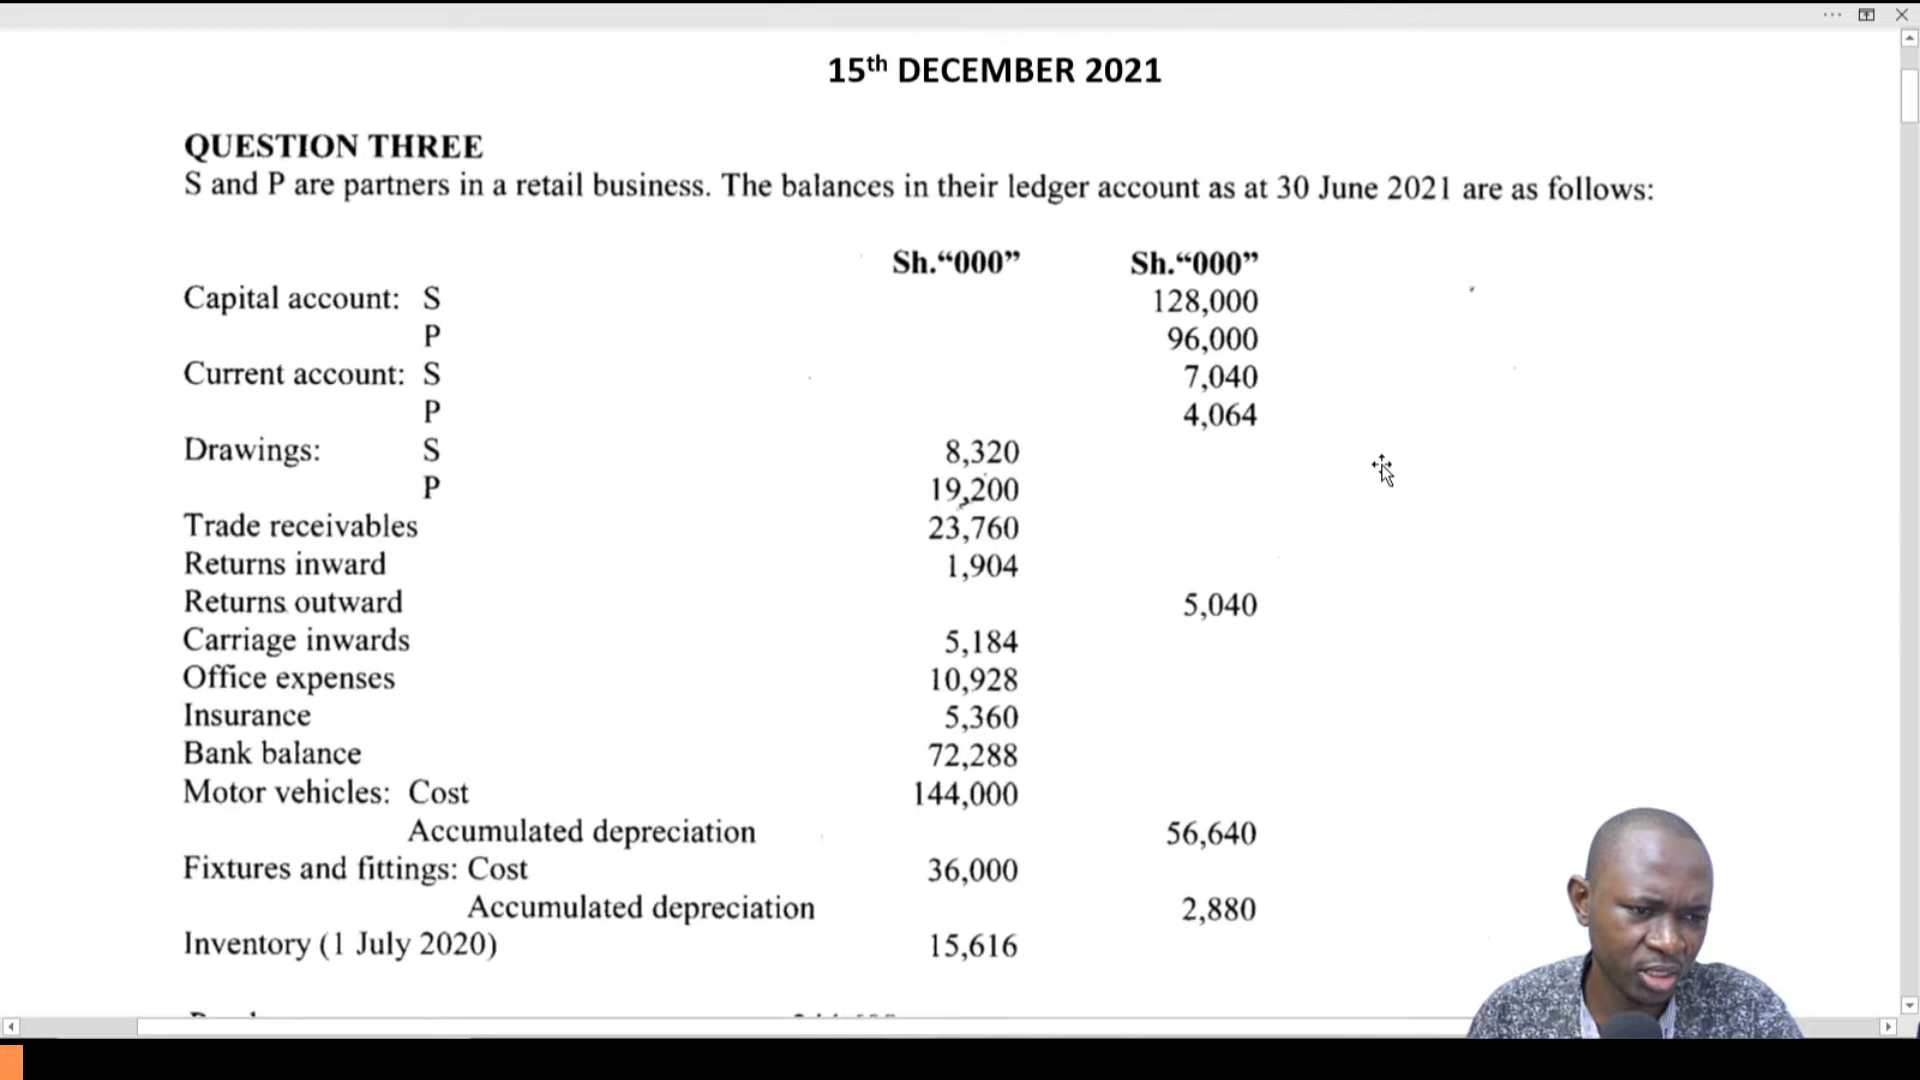 15th DECEMBER 2021
QUESTION THREE
S and P are partners in a retail business. The balances in their ledger account as at 30 June 2021 are as follows:
Sh.“000” Sh.“000”
Capital account: S 128,000
P 96,000
Current account: S 7,040
P 4,064
Drawings: S 8,320
P 19,200
Trade receivables 23,760
Returns inward 1,904
Returns outward 5,040
Carriage inwards 5,184
Office expenses 10,928
Insurance 5,360
Bank balance 72,288
Motor vehicles: Cost 144,000
Accumulated depreciation 56,640
Fixtures and fittings: Cost 36,000
Accumulated depreciation 2,880
Inventory (1 July 2020) 15,616